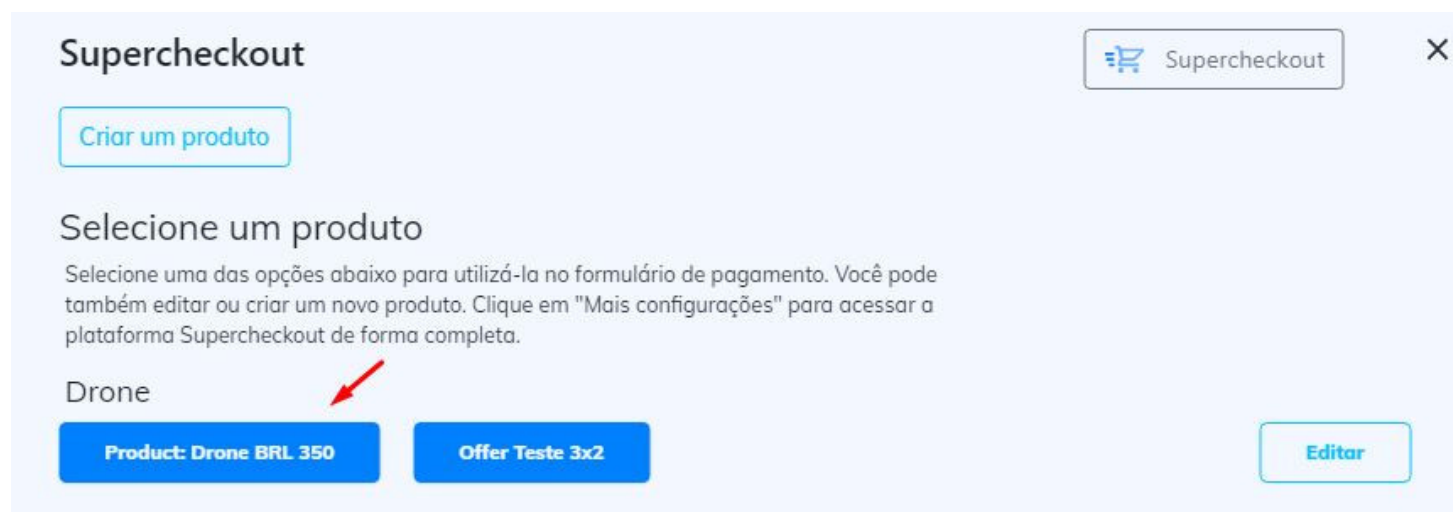 Supercheckout
Supercheckout
Criar um produto
Selecione um produto
Selecione uma das opções abaixo para utilizá-la no formulário de pagamento. Você pode
também editar ou criar um novo produto. Clique em "Mais configurações" para acessar a
plataforma Supercheckout de forma completa.
Drone
Product: Drone BRL 350
Offer Teste 3x2
Editar